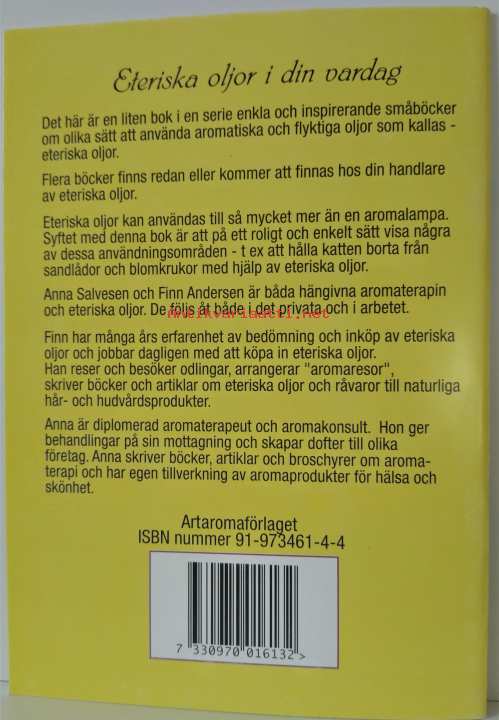 Eteriska oljor i din vardag
Det här är en liten bok i en serie enkla och inspirerande småböcker
om olika sätt att använda aromatiska och flyktiga oljor som kallas -
eteriska oljor.
Flera böcker finns redan eller kommer att finnas hos din handlare
av eteriska oljor.
Eteriska oljor kan användas till så mycket mer än en aromalampa.
Syftet med denna bok är att på ett roligt och enkelt sätt visa några
av dessa användningsområden - t ex att hålla katten borta från
sandlådor och blomkrukor med hjälp av eteriska oljor.
Anna Salvesen och Finn Andersen är båda hängivna aromaterapin
och eteriska oljor. De följs åt både i det privata och i arbetet.
Finn har många års erfarenhet av bedömning och inköp av eteriska
oljor och jobbar dagligen med att köpa in eteriska oljor.
Han reser och besöker odlingar, arrangerar "aromaresor",
skriver böcker och artiklar om eteriska oljor och råvaror till naturliga
hår- och hudvårdsprodukter.
Anna är diplomerad aromaterapeut och aromakonsult. Hon ger
behandlingar på sin mottagning och skapar dofter till olika
företag. Anna skriver böcker, artiklar och broschyrer om aroma-
terapi och har egen tillverkning av aromaprodukter för hälsa och
skönhet.
Artaromaförlaget
ISBN nummer 91-973461-4-4
7 330970 016132 >